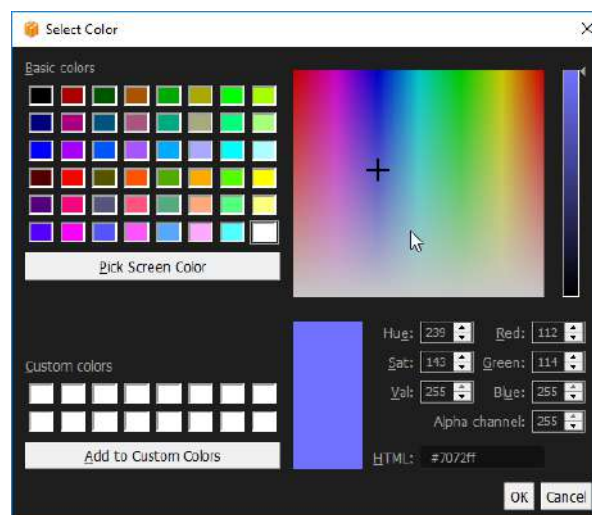 Select Color
Basic colors
Pick Screen Color
Custom colors
Add to Custom Colors
Hue: 239 Red: 112
Sat: 143 Green: 114
Val: 255 Blue: 255
Alpha channel: 255
HTML: #7072ff
OK Cancel